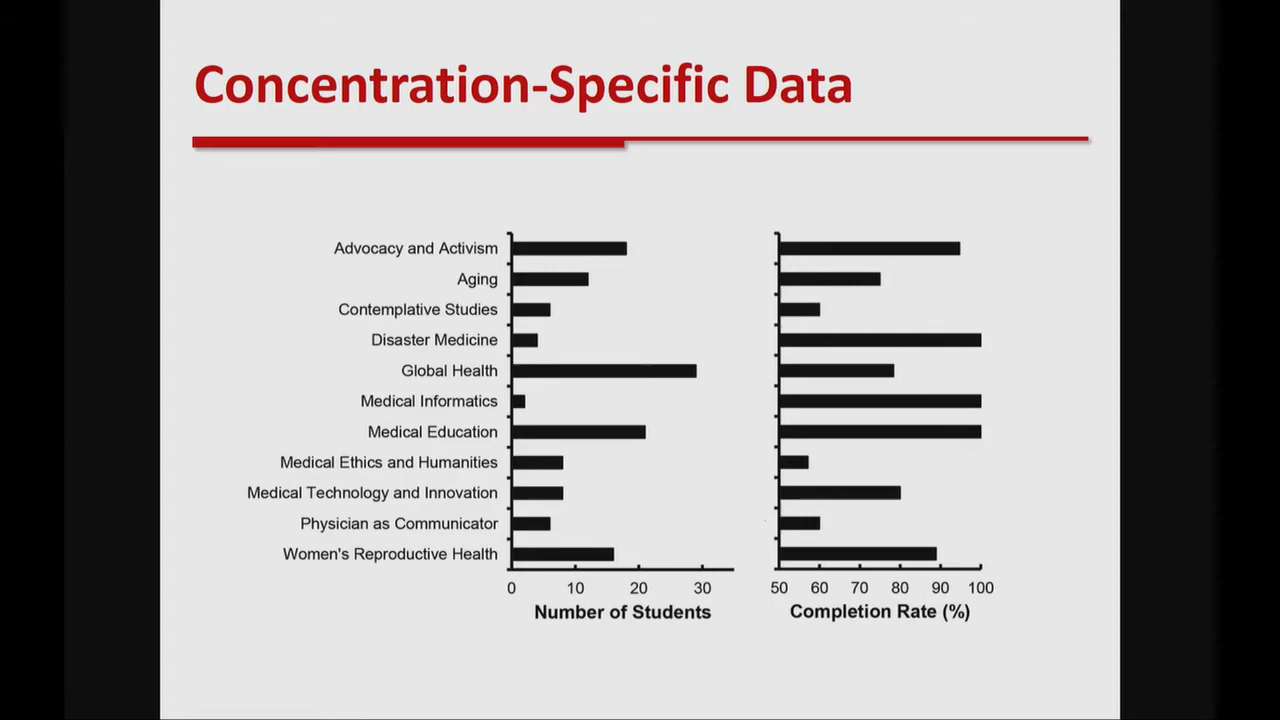 Concentration-Specific Data
Advocacy and Activism
Aging
Contemplative Studies
Disaster Medicine
Global Health
Medical Informatics
Medical Education
Medical Ethics and Humanities
Medical Technology and Innovation
Physician as Communicator
Women's Reproductive Health
0 10 20 30
Number of Students
50 60 70 80 90 100
Completion Rate (%)